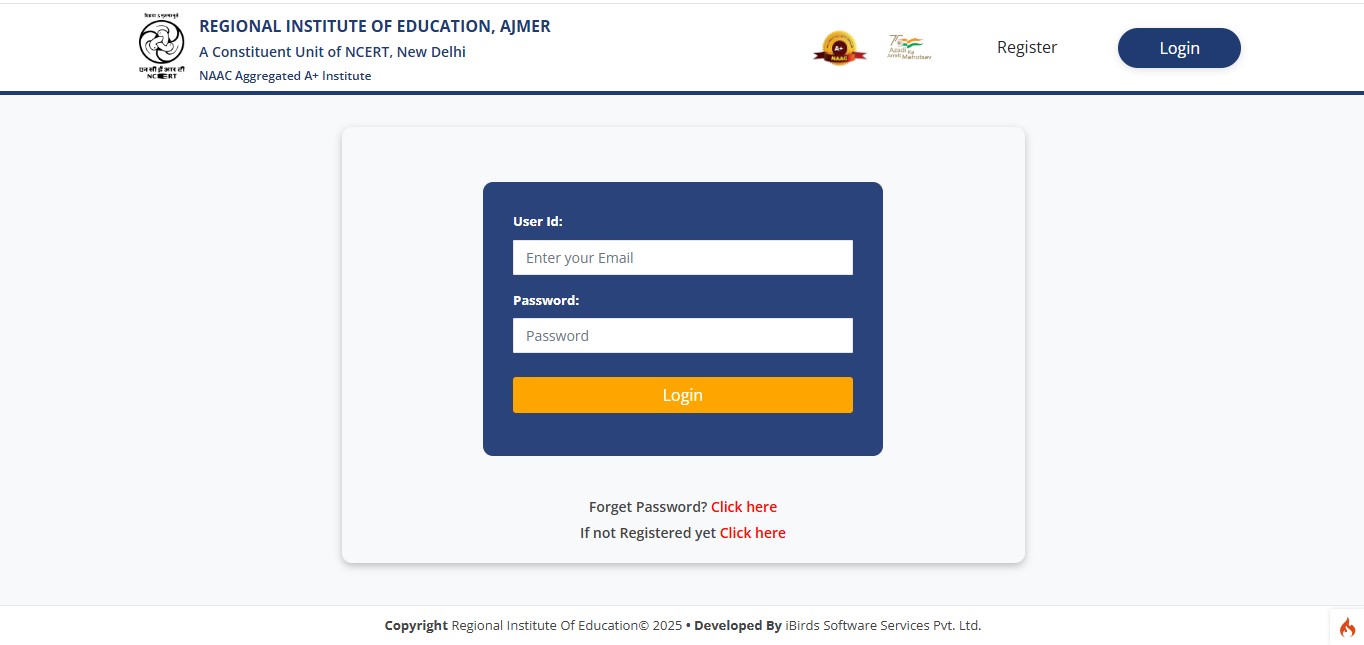 REGIONAL INSTITUTE OF EDUCATION, AJMER
A Constituent Unit of NCERT, New Delhi
NAAC Aggregated A+ Institute
एन सी ई आर टी
NCERT
A+
NAAC
Azadi Ka
Amrit Mahotsav
Register
Login
User Id:
Enter your Email
Password:
Password
Login
Forget Password? Click here
If not Registered yet Click here
Copyright Regional Institute Of Education© 2025 • Developed By iBirds Software Services Pvt. Ltd.